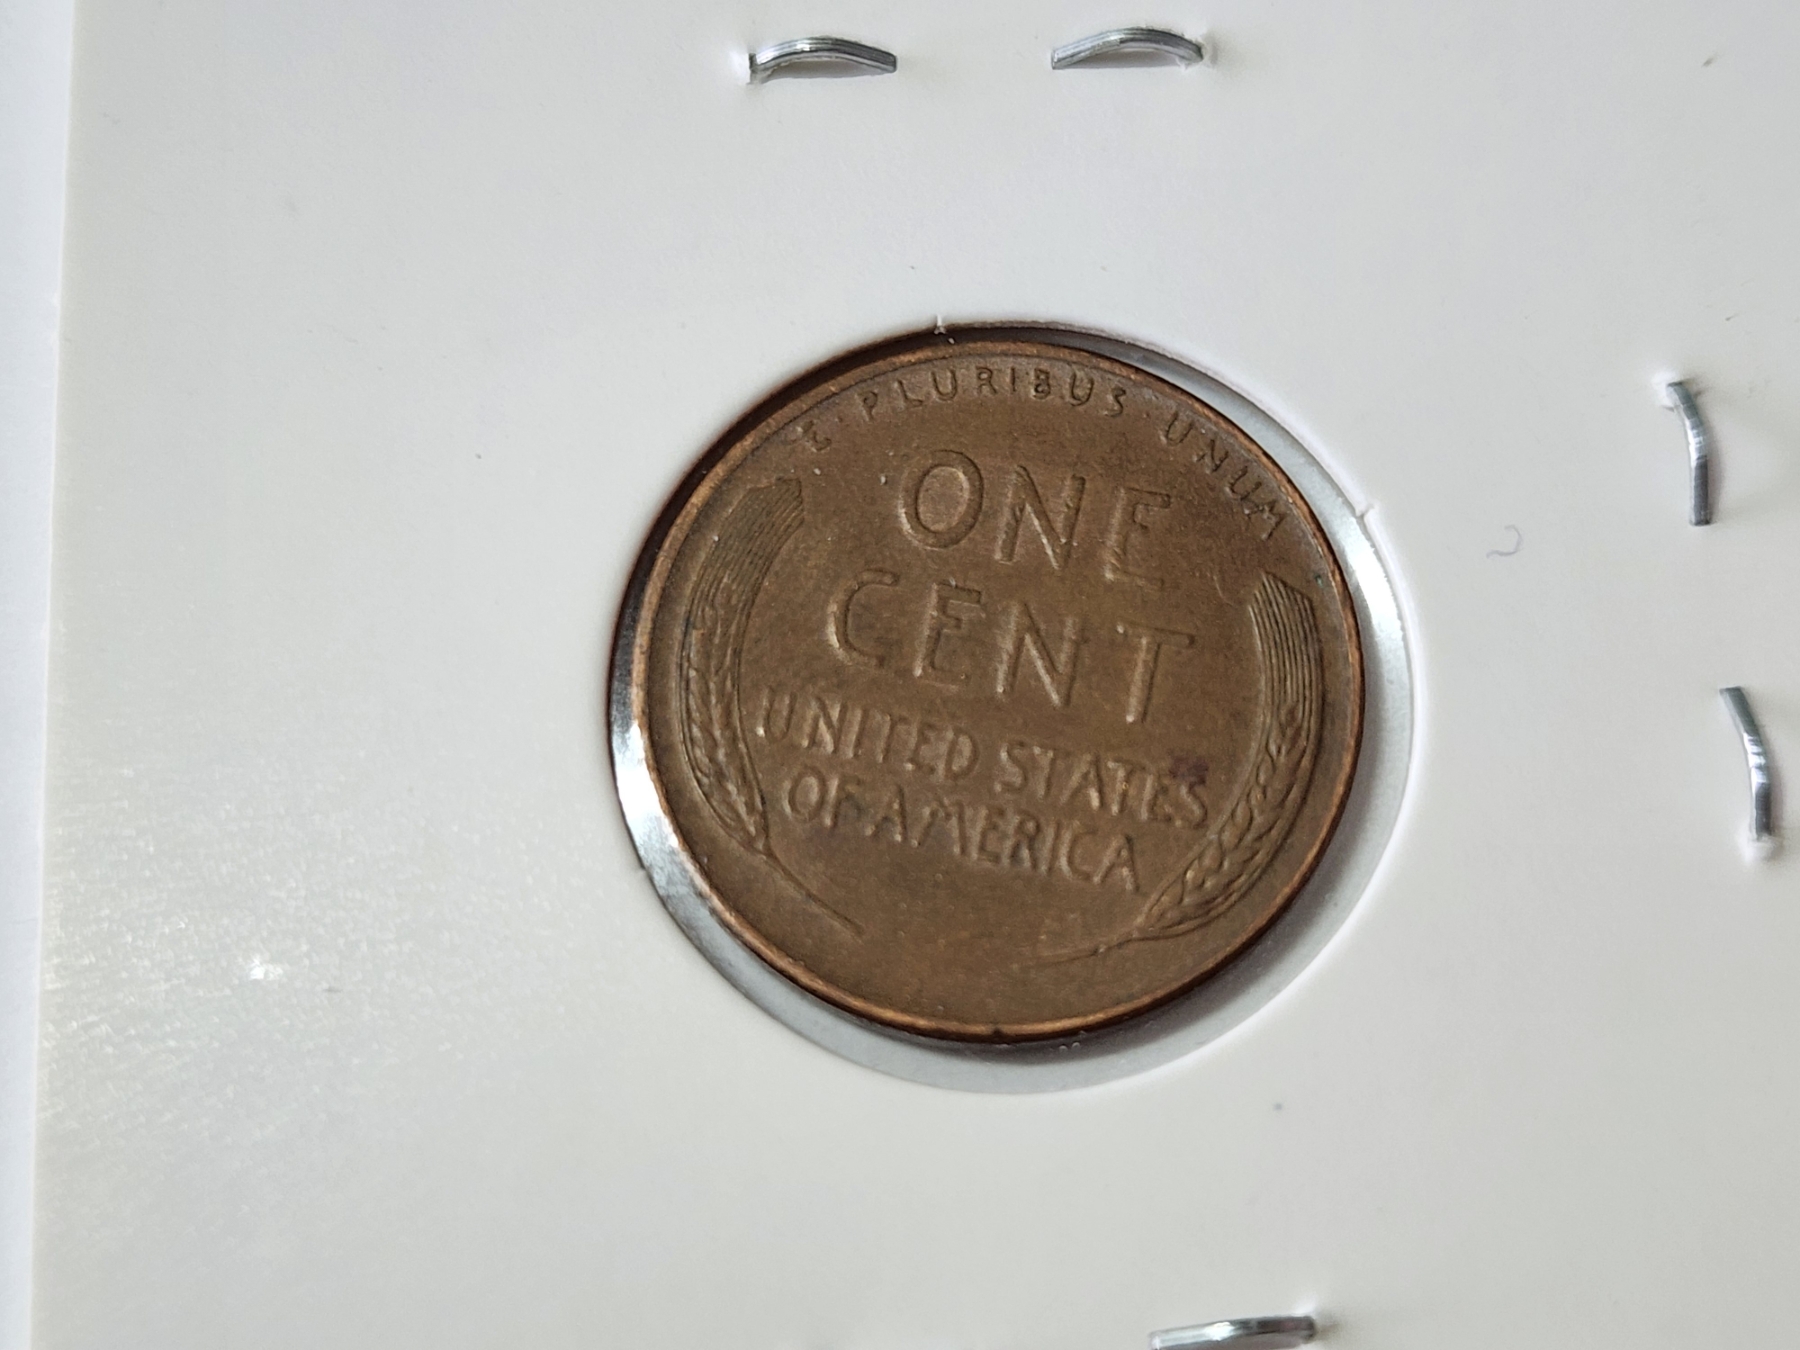 E · PLURIBUS · UNUM
ONE
CENT
UNITED STATES
OF AMERICA